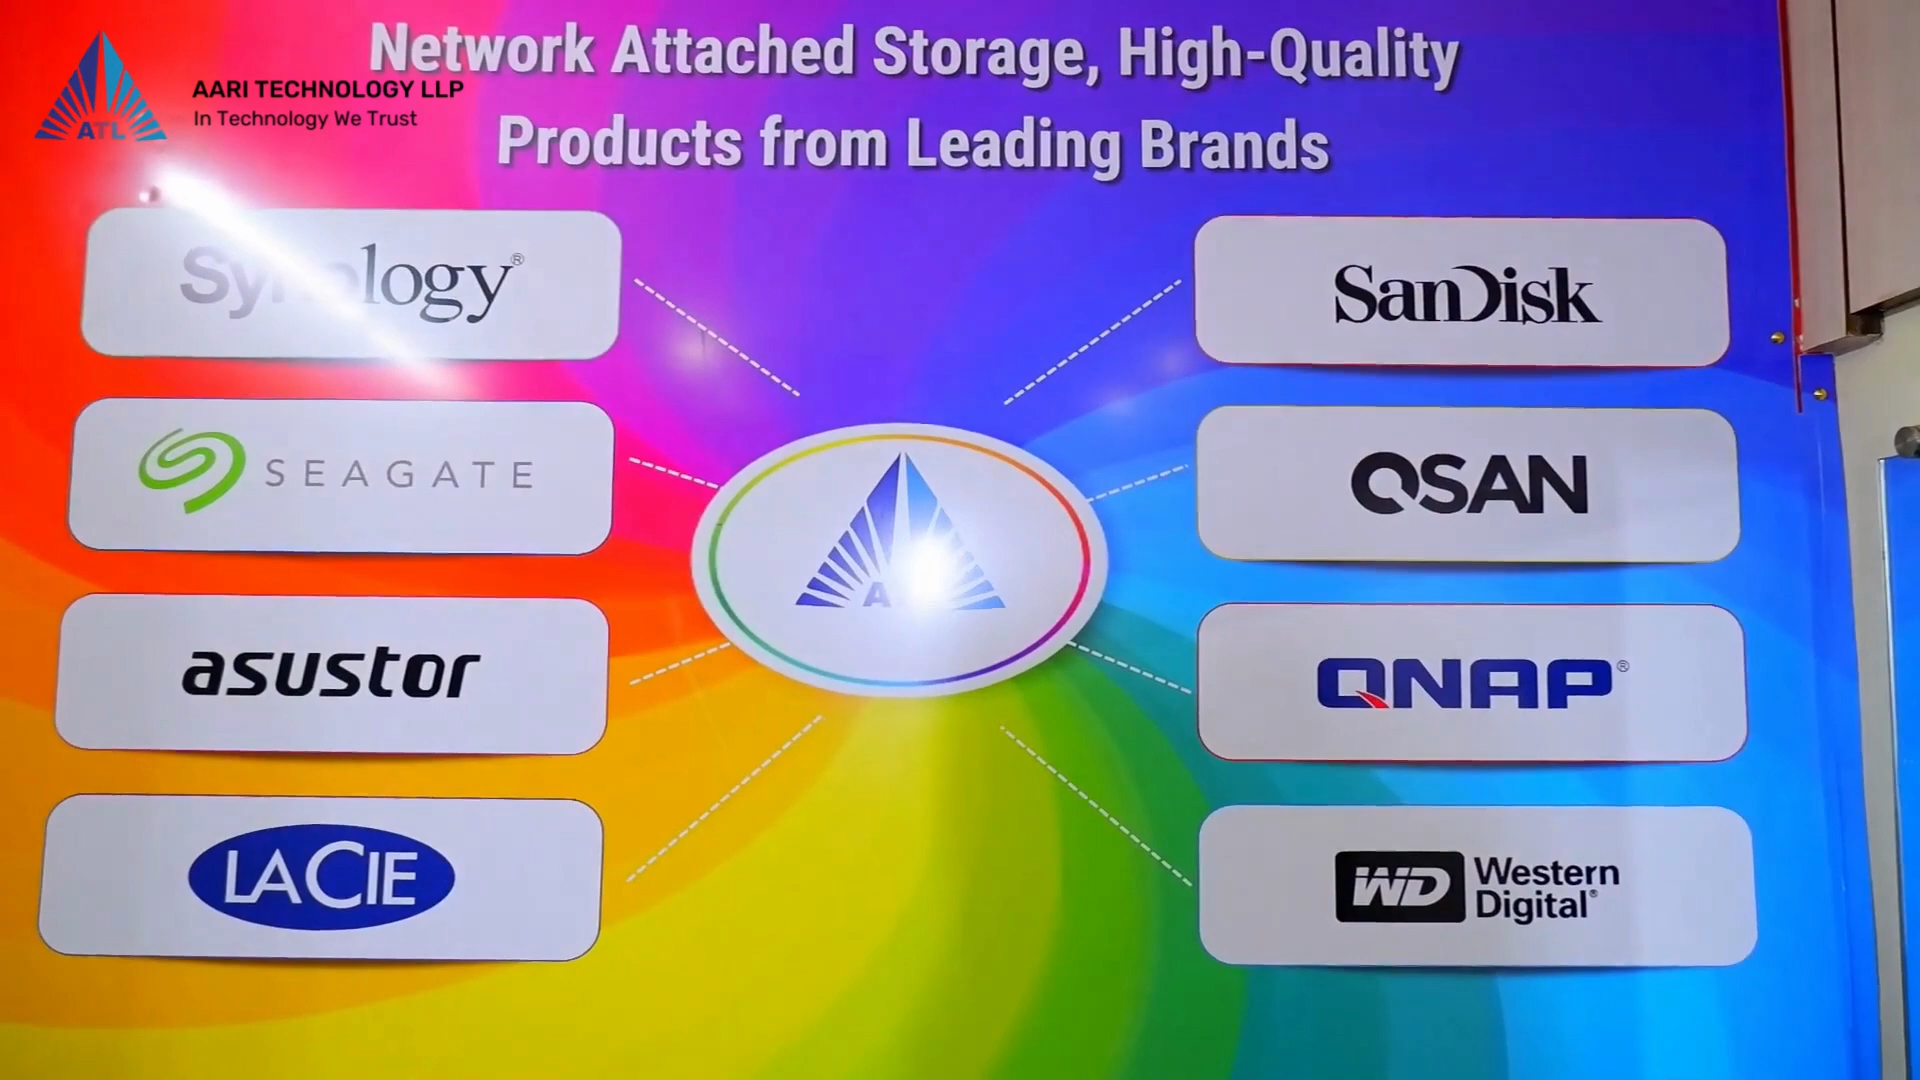 AARI TECHNOLOGY LLP
In Technology We Trust
ATL
Network Attached Storage, High-Quality
Products from Leading Brands
Synology®
SEAGATE
asustor
LACIE
SanDisk
QSAN
QNAP®
WD Western
Digital®